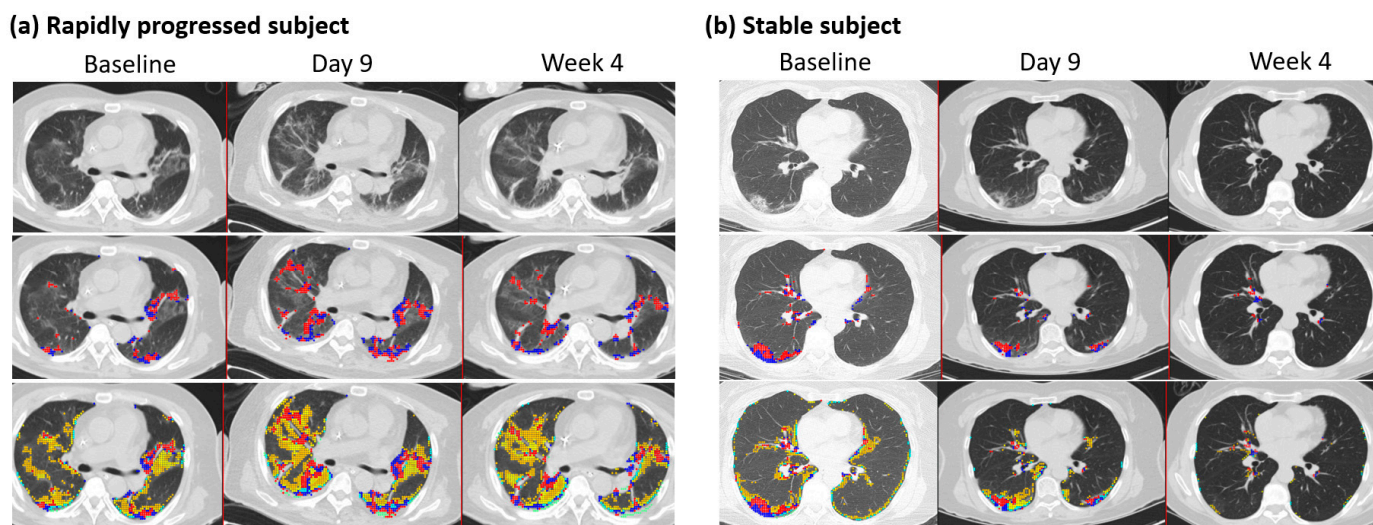 (a) Rapidly progressed subject
Baseline
Day 9
Week 4
(b) Stable subject
Baseline
Day 9
Week 4